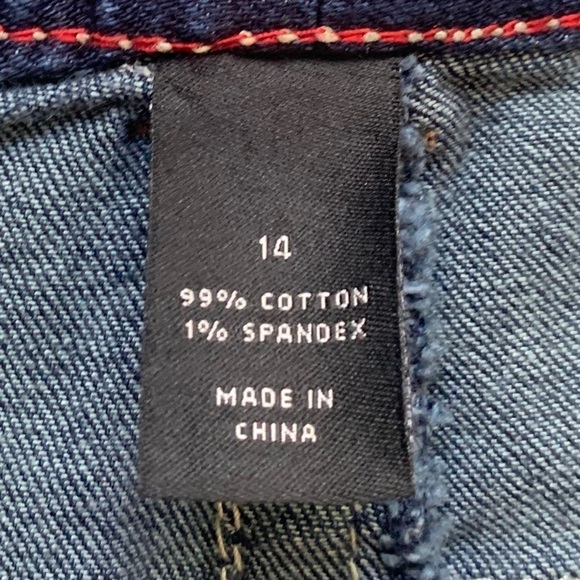 14
99% COTTON
1% SPANDEX
MADE IN
CHINA